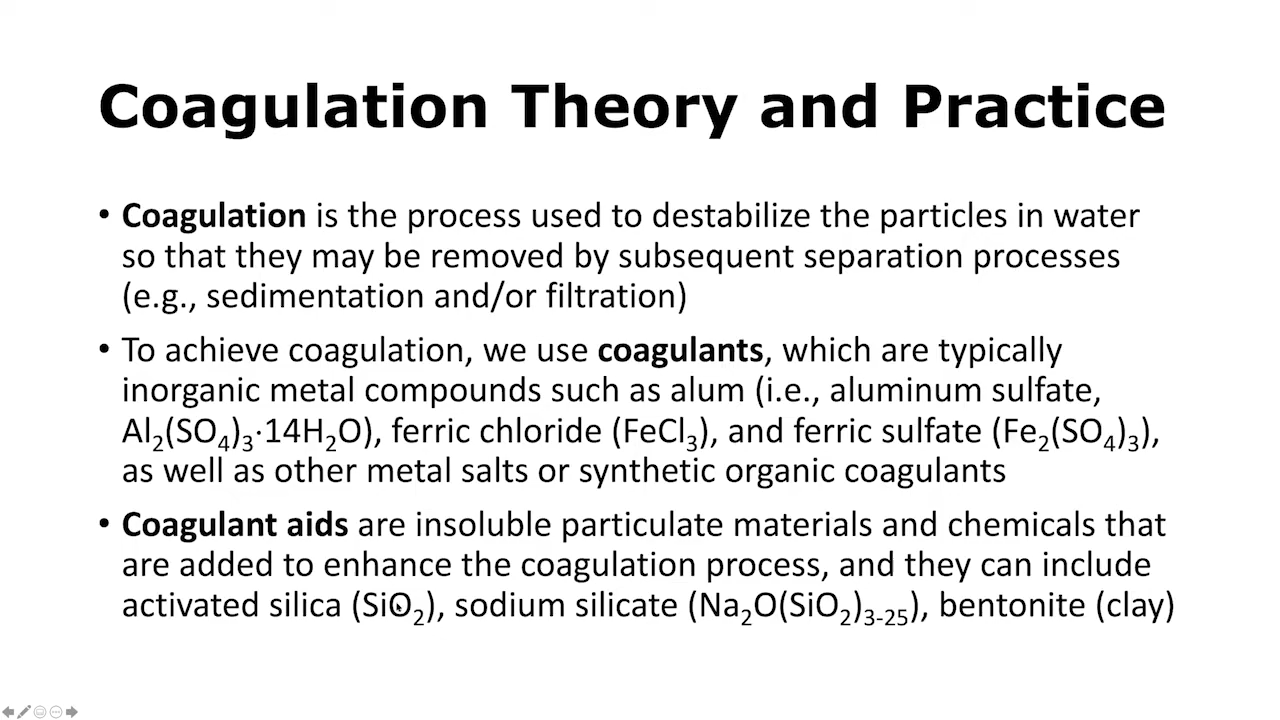 Coagulation Theory and Practice
• Coagulation is the process used to destabilize the particles in water
so that they may be removed by subsequent separation processes
(e.g., sedimentation and/or filtration)
• To achieve coagulation, we use coagulants, which are typically
inorganic metal compounds such as alum (i.e., aluminum sulfate,
Al₂(SO₄)₃·14H₂O), ferric chloride (FeCl₃), and ferric sulfate (Fe₂(SO₄)₃),
as well as other metal salts or synthetic organic coagulants
• Coagulant aids are insoluble particulate materials and chemicals that
are added to enhance the coagulation process, and they can include
activated silica (SiO₂), sodium silicate (Na₂O(SiO₂)₃₋₂₅), bentonite (clay)